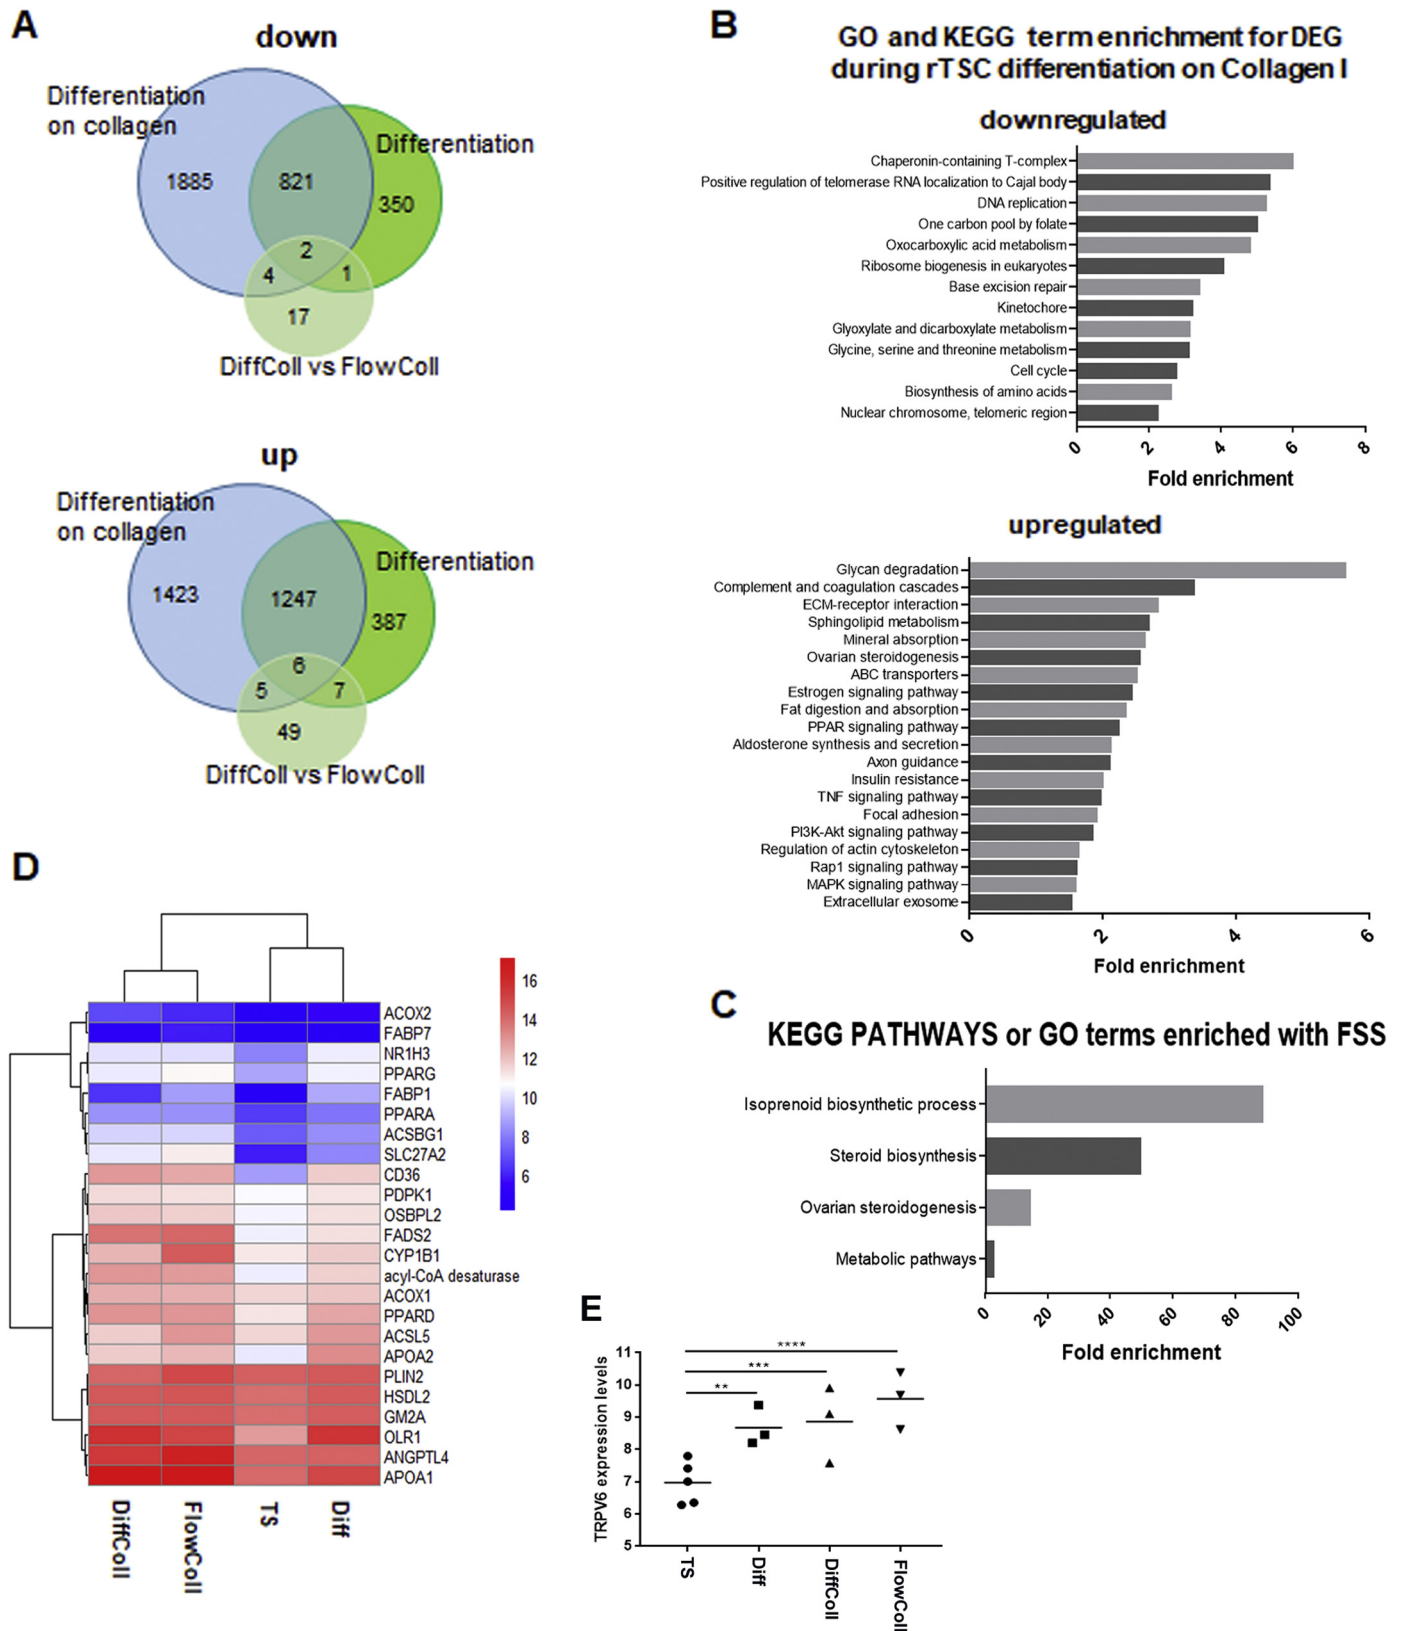 A
down
Differentiation
on collagen
Differentiation
1885
821
350
2
4
1
17
DiffColl vs FlowColl
up
Differentiation
on collagen
Differentiation
1423
1247
387
6
5
7
49
DiffColl vs FlowColl
B
GO and KEGG term enrichment for DEG
during rTSC differentiation on Collagen I
downregulated
Chaperonin-containing T-complex
Positive regulation of telomerase RNA localization to Cajal body
DNA replication
One carbon pool by folate
Oxocarboxylic acid metabolism
Ribosome biogenesis in eukaryotes
Base excision repair
Kinetochore
Glyoxylate and dicarboxylate metabolism
Glycine, serine and threonine metabolism
Cell cycle
Biosynthesis of amino acids
Nuclear chromosome, telomeric region
0 2 4 6 8
Fold enrichment
upregulated
Glycan degradation
Complement and coagulation cascades
ECM-receptor interaction
Sphingolipid metabolism
Mineral absorption
Ovarian steroidogenesis
ABC transporters
Estrogen signaling pathway
Fat digestion and absorption
PPAR signaling pathway
Aldosterone synthesis and secretion
Axon guidance
Insulin resistance
TNF signaling pathway
Focal adhesion
PI3K-Akt signaling pathway
Regulation of actin cytoskeleton
Rap1 signaling pathway
MAPK signaling pathway
Extracellular exosome
0 2 4 6
Fold enrichment
C
KEGG PATHWAYS or GO terms enriched with FSS
Isoprenoid biosynthetic process
Steroid biosynthesis
Ovarian steroidogenesis
Metabolic pathways
0 20 40 60 80 100
Fold enrichment
D
ACOX2
FABP7
NR1H3
PPARG
FABP1
PPARA
ACSBG1
SLC27A2
CD36
PDPK1
OSBPL2
FADS2
CYP1B1
acyl-CoA desaturase
ACOX1
PPARD
ACSL5
APOA2
PLIN2
HSDL2
GM2A
OLR1
ANGPTL4
APOA1
16
14
12
10
8
6
DiffColl
FlowColl
TS
Diff
E
TRPV6 expression levels
11
10
9
8
7
6
5
****
***
**
TS
Diff
DiffColl
FlowColl